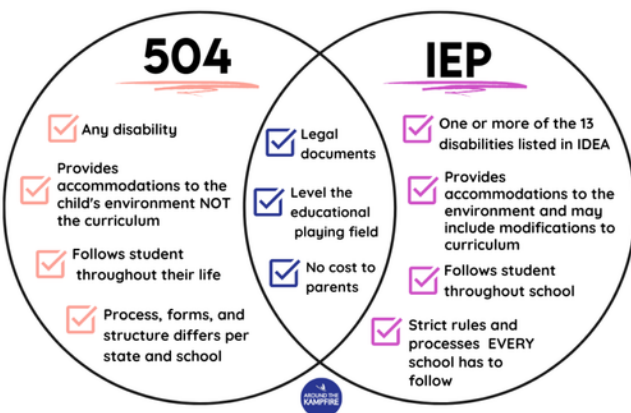 504
Any disability
Provides
accommodations to the
child's environment NOT
the curriculum
Follows student
throughout their life
Process, forms, and
structure differs per
state and school
Legal
documents
Level the
educational
playing field
No cost to
parents
IEP
One or more of the 13
disabilities listed in IDEA
Provides
accommodations to the
environment and may
include modifications to
curriculum
Follows student
throughout school
Strict rules and
processes EVERY
school has to
follow
AROUND THE
KAMPFIRE